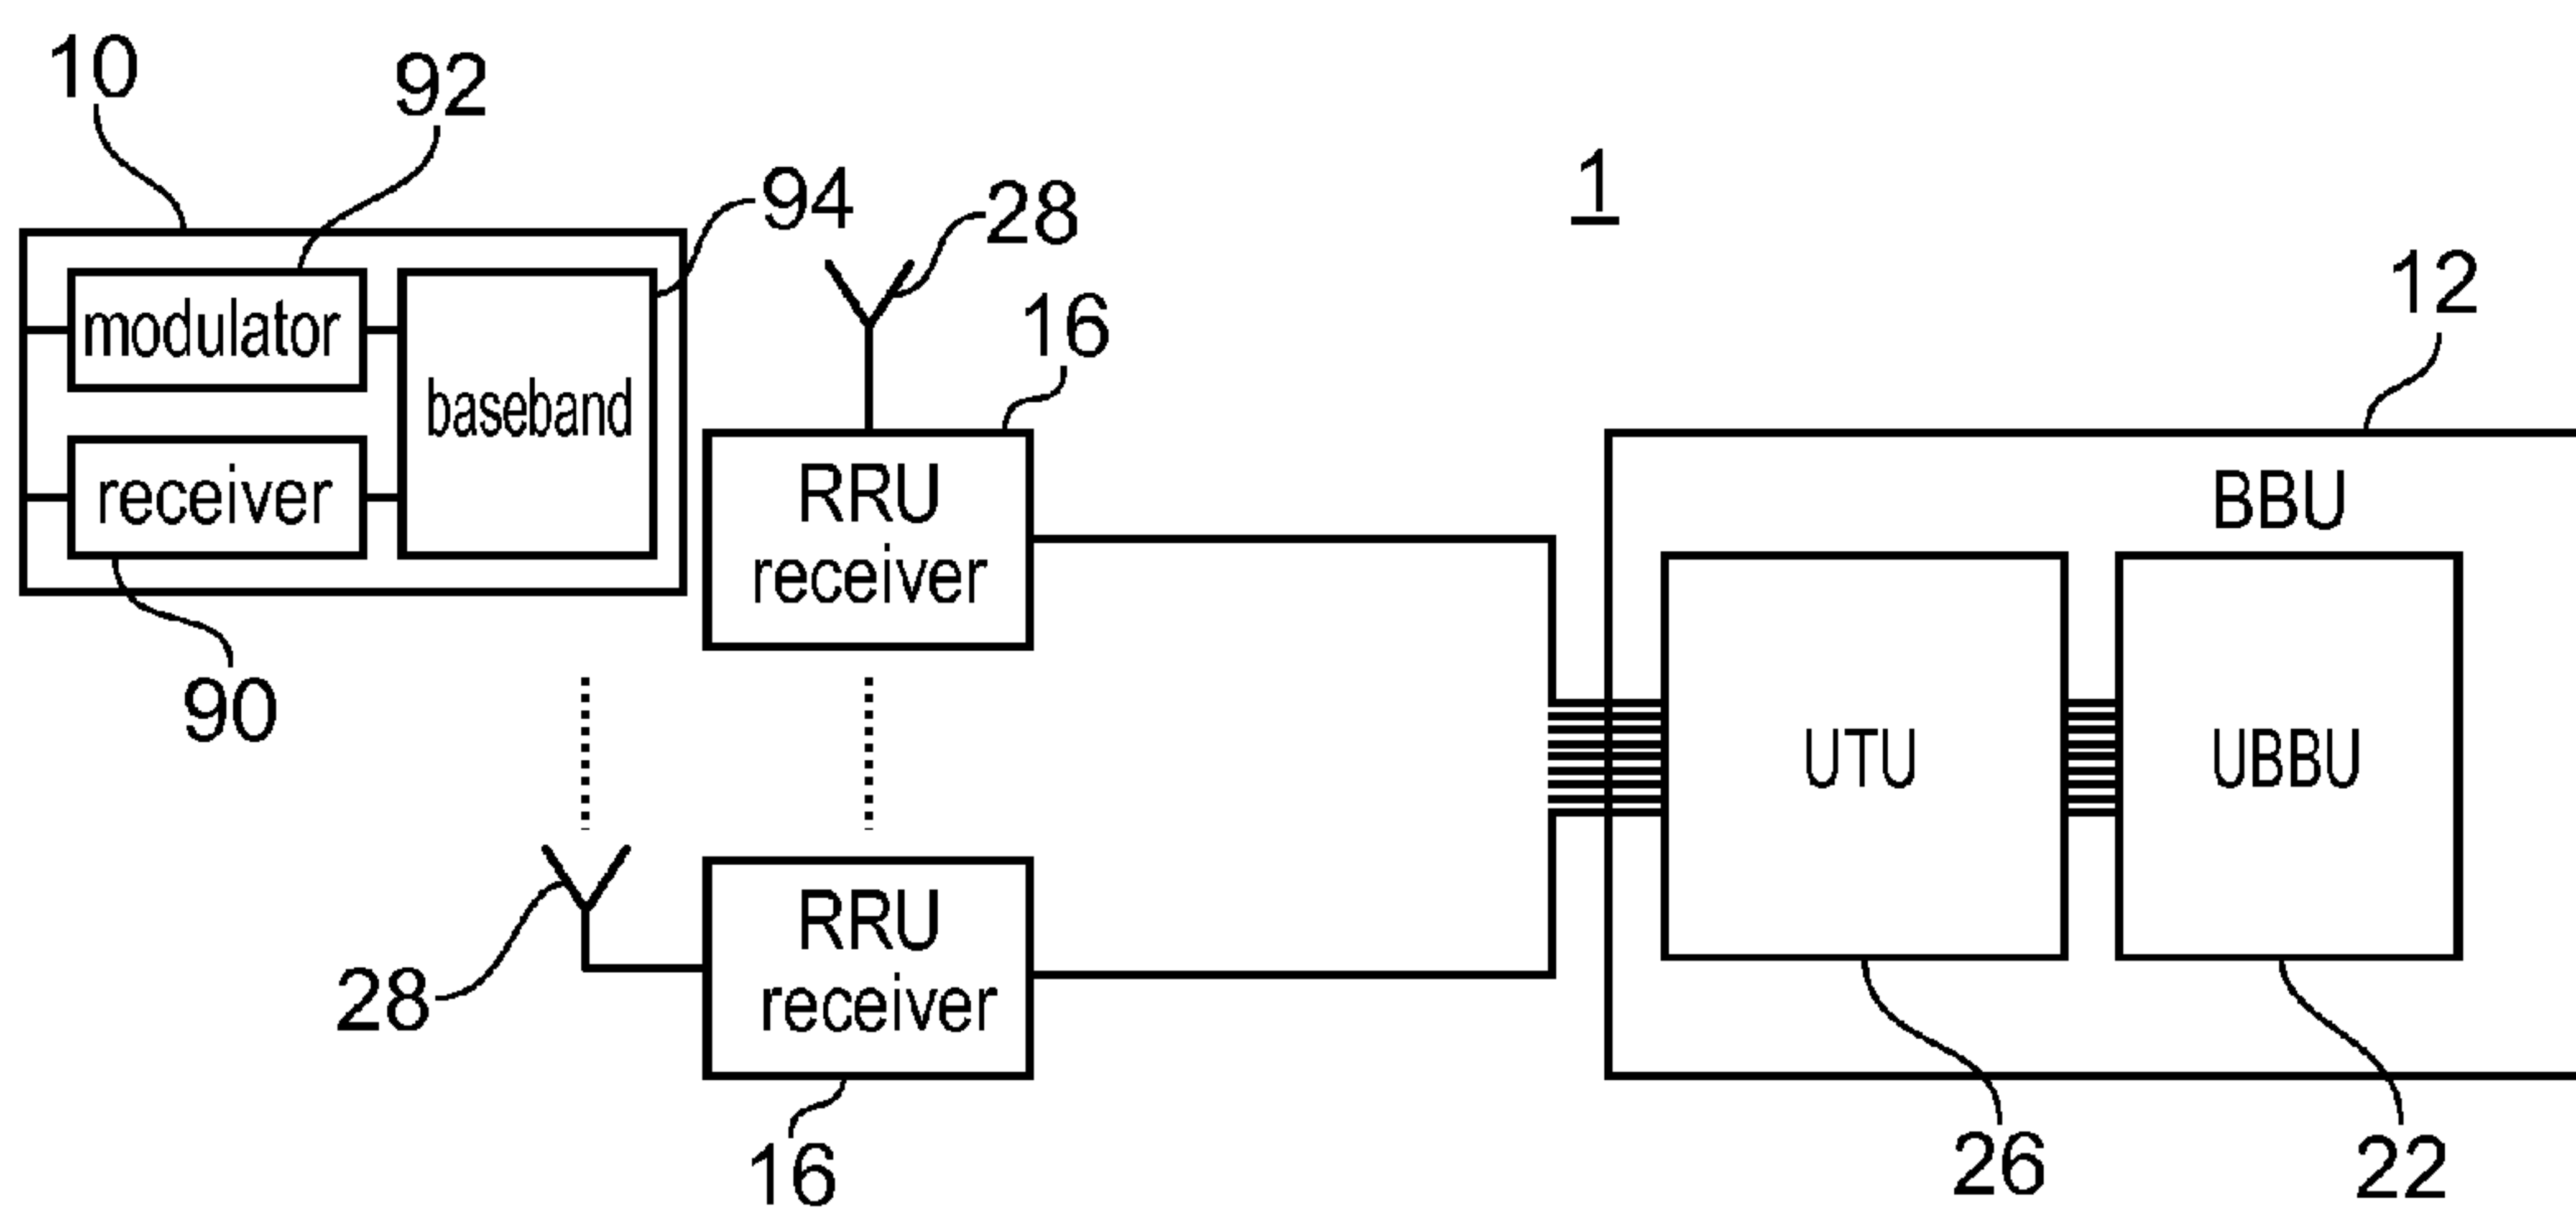 10
92
94
28
1
16
12
modulator
baseband
receiver
RRU
receiver
BBU
90
UTU
UBBU
28
RRU
receiver
16
26
22